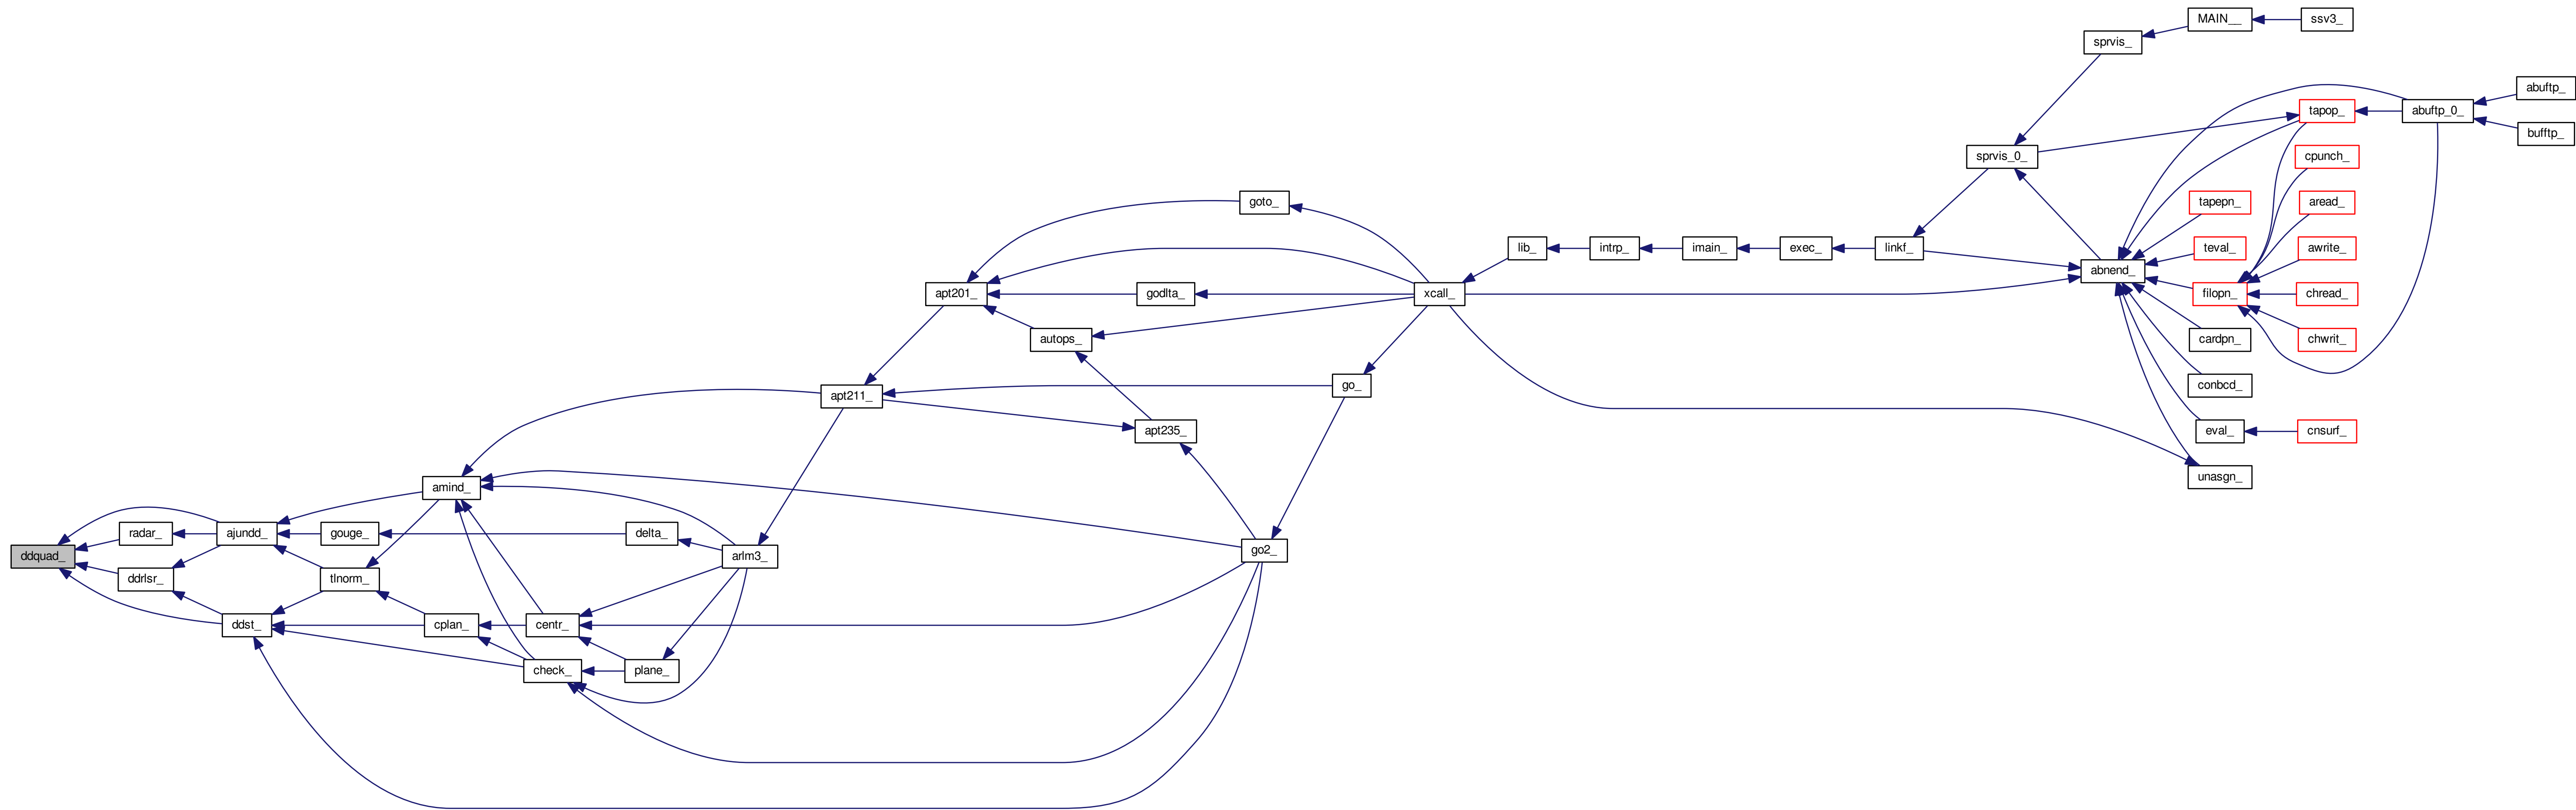 MAIN__
ssv3_
sprvis_
abuftp_
tapop_
abuftp_0_
bufftp_
sprvis_0_
cpunch_
goto_
tapepn_
aread_
lib_
intrp_
imain_
exec_
linkf_
teval_
awrite_
abnend_
apt201_
godlta_
xcall_
filopn_
chread_
autops_
cardpn_
chwrit_
go_
conbcd_
apt211_
apt235_
eval_
cnsurf_
unasgn_
amind_
radar_
ajundd_
gouge_
delta_
ddquad_
arlm3_
go2_
ddrlsr_
tlnorm_
ddst_
cplan_
centr_
check_
plane_